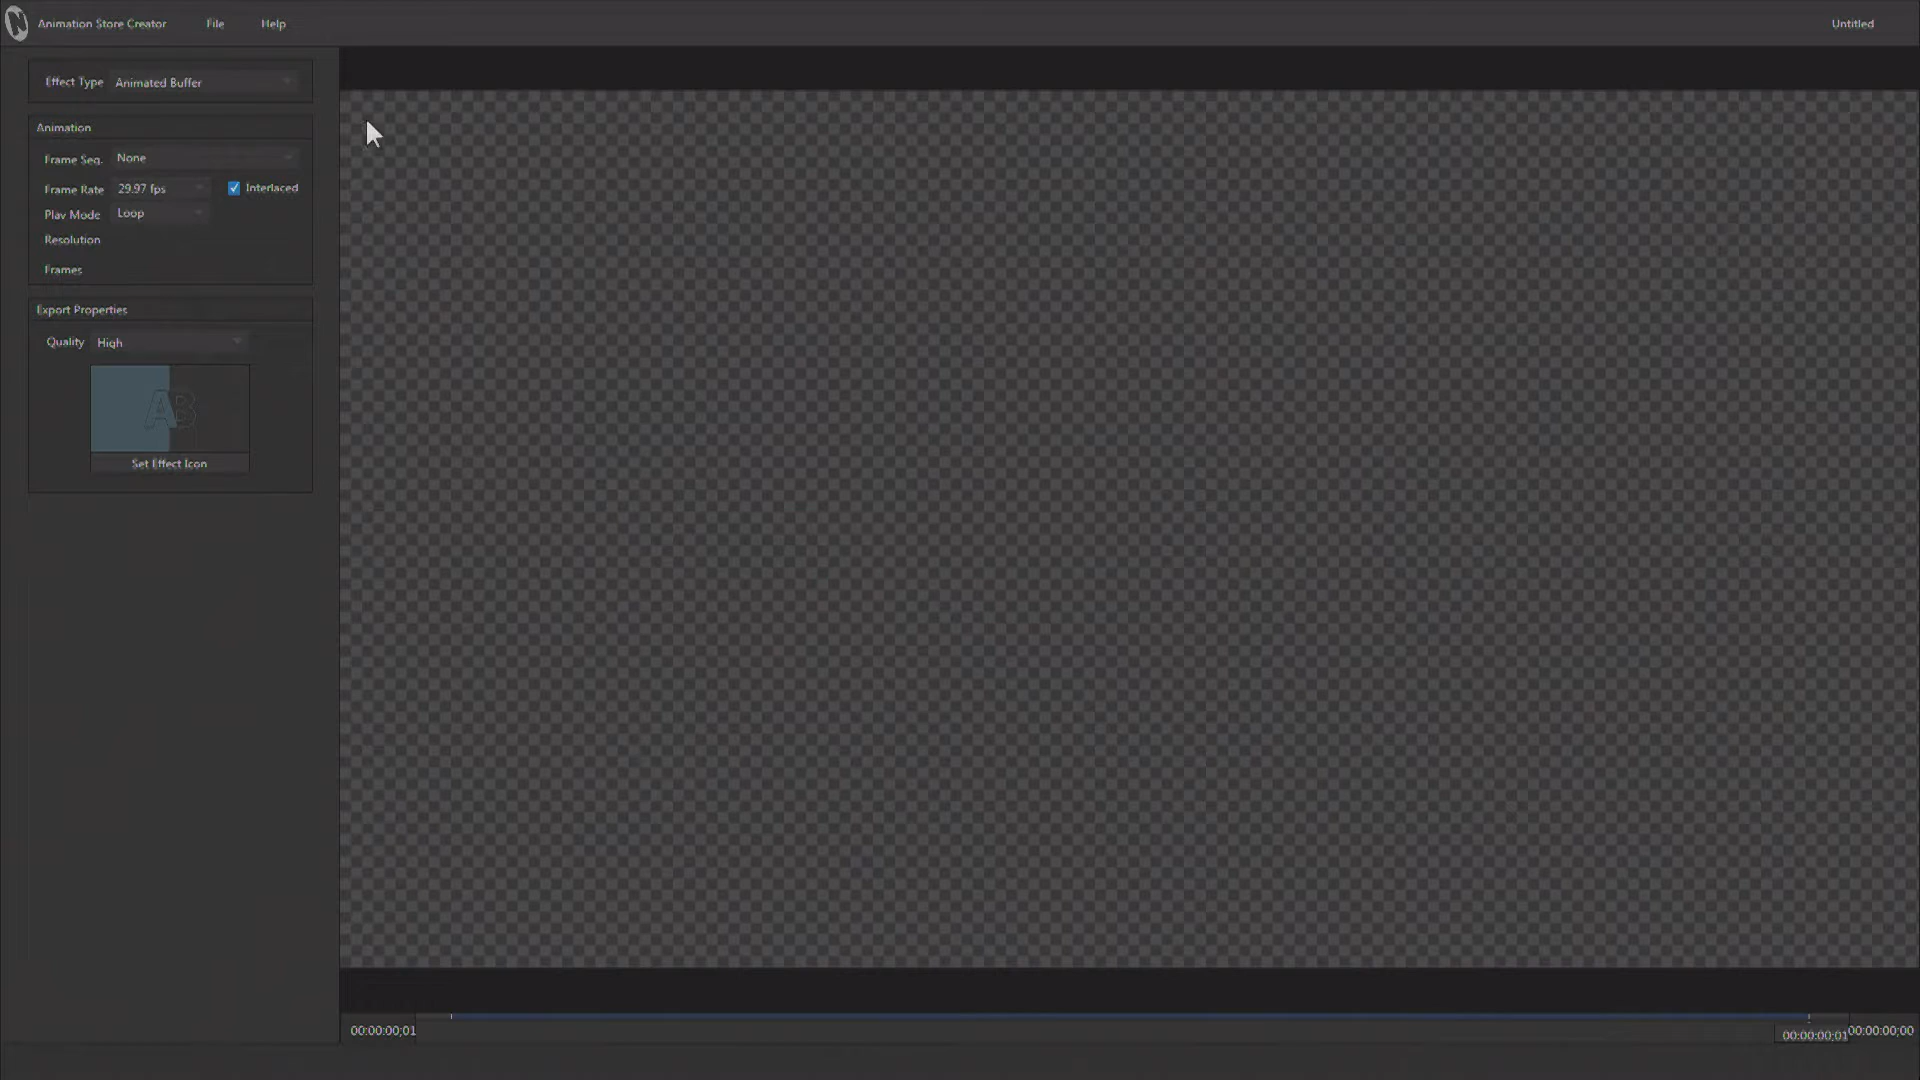 Animation Store Creator File Help Untitled
Effect Type Animated Buffer
Animation
Frame Seq. None
Frame Rate 29.97 fps Interlaced
Play Mode Loop
Resolution
Frames
Export Properties
Quality High
AB
Set Effect Icon
00:00:00;01 00:00:00;01 00:00:00;00